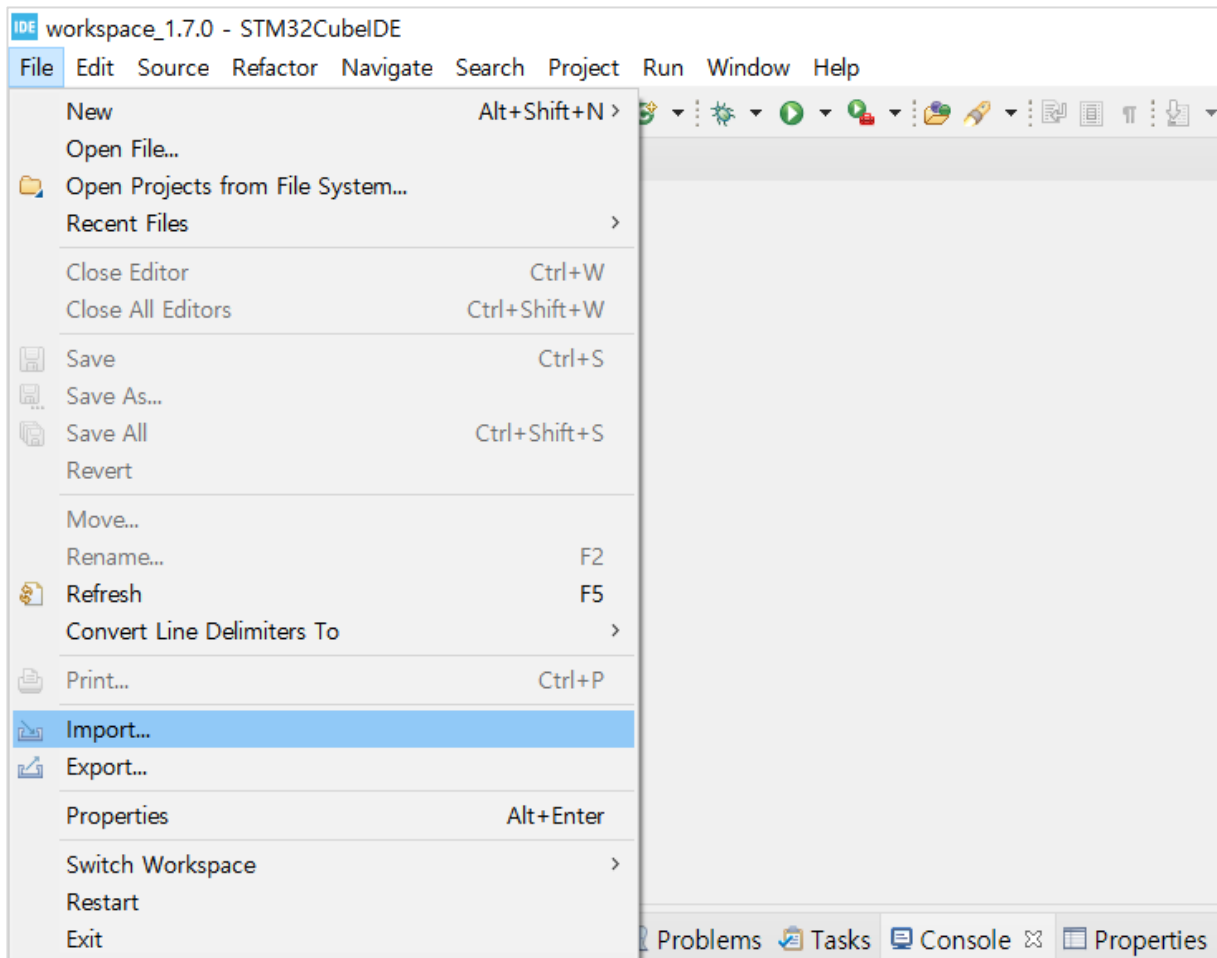 IDE workspace_1.7.0 - STM32CubeIDE
File Edit Source Refactor Navigate Search Project Run Window Help
New Alt+Shift+N >
Open File...
Open Projects from File System...
Recent Files >
Close Editor Ctrl+W
Close All Editors Ctrl+Shift+W
Save Ctrl+S
Save As...
Save All Ctrl+Shift+S
Revert
Move...
Rename... F2
Refresh F5
Convert Line Delimiters To >
Print... Ctrl+P
Import...
Export...
Properties Alt+Enter
Switch Workspace >
Restart
Exit
Problems Tasks Console Properties